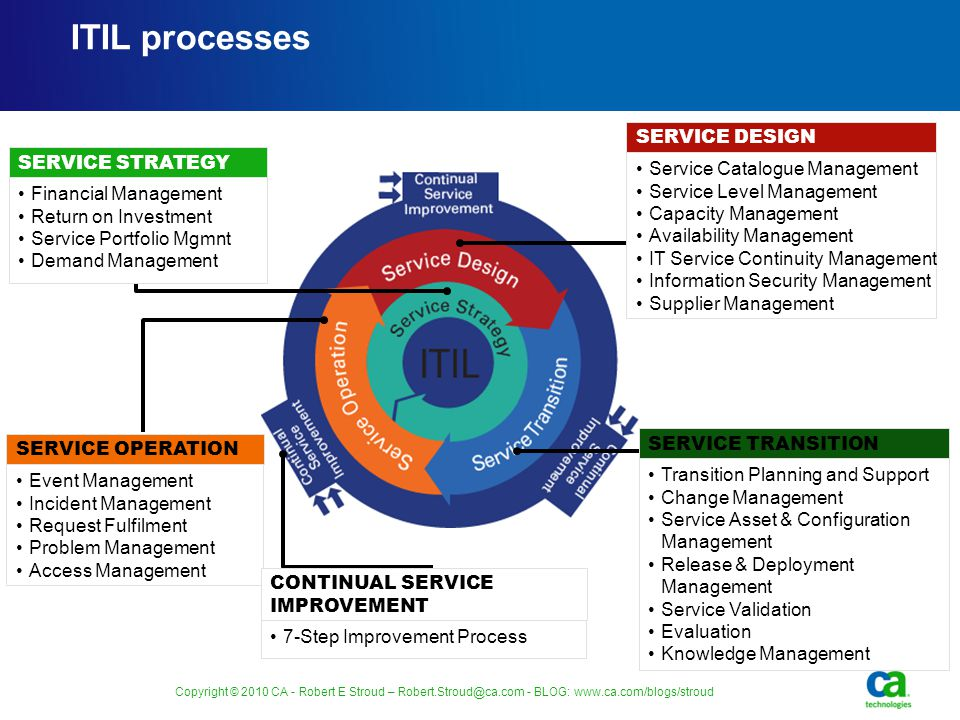 ITIL processes
SERVICE STRATEGY
•Financial Management
•Return on Investment
•Service Portfolio Mgmnt
•Demand Management
SERVICE DESIGN
•Service Catalogue Management
•Service Level Management
•Capacity Management
•Availability Management
•IT Service Continuity Management
•Information Security Management
•Supplier Management
Continual
Service
Improvement
Service Design
Service Strategy
ITIL
Service Operation
Service Transition
Continual
Service
Improvement
Continual
Service
Improvement
SERVICE OPERATION
•Event Management
•Incident Management
•Request Fulfilment
•Problem Management
•Access Management
SERVICE TRANSITION
•Transition Planning and Support
•Change Management
•Service Asset & Configuration
Management
•Release & Deployment
Management
•Service Validation
•Evaluation
•Knowledge Management
CONTINUAL SERVICE
IMPROVEMENT
•7-Step Improvement Process
Copyright © 2010 CA - Robert E Stroud – Robert.Stroud@ca.com - BLOG: www.ca.com/blogs/stroud
ca
technologies